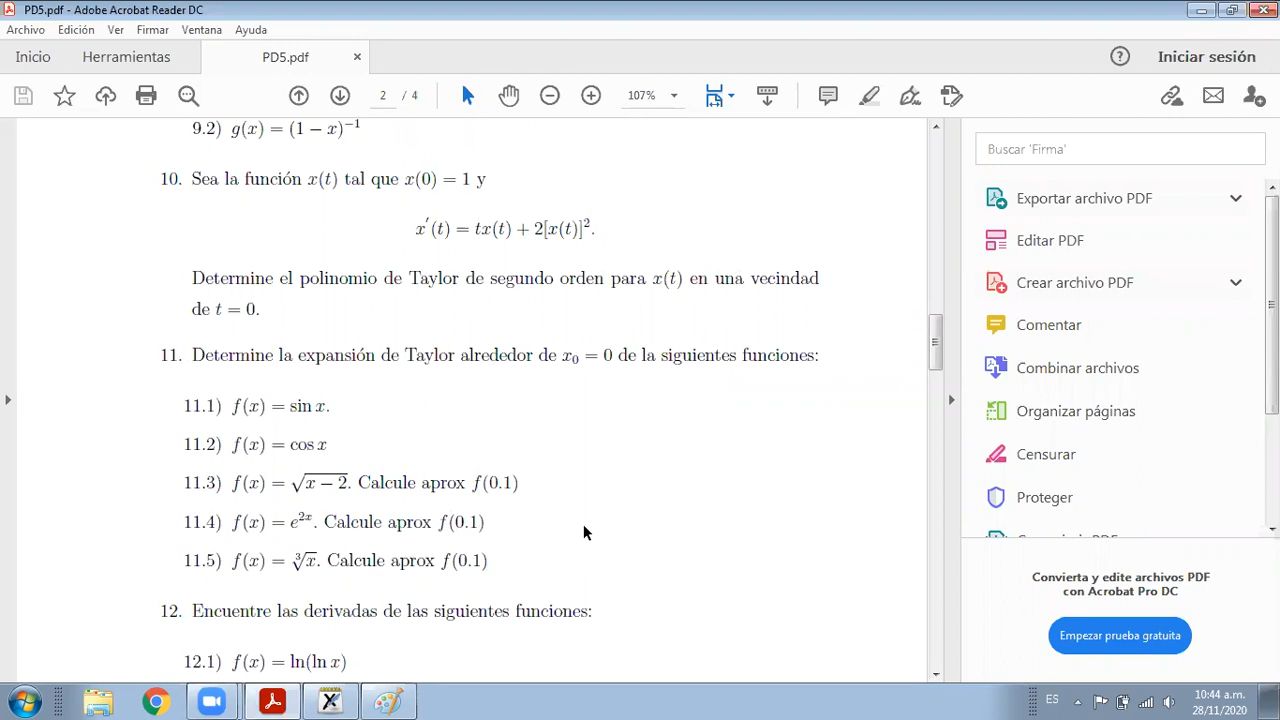 PD5.pdf - Adobe Acrobat Reader DC
Archivo Edición Ver Firmar Ventana Ayuda
Inicio Herramientas PD5.pdf × Iniciar sesión
2 / 4 107%
9.2) g(x) = (1 − x)⁻¹
10. Sea la función x(t) tal que x(0) = 1 y
x′(t) = tx(t) + 2[x(t)]².
Determine el polinomio de Taylor de segundo orden para x(t) en una vecindad
de t = 0.
11. Determine la expansión de Taylor alrededor de x₀ = 0 de la siguientes funciones:
11.1) f(x) = sin x.
11.2) f(x) = cos x
11.3) f(x) = √(x − 2). Calcule aprox f(0.1)
11.4) f(x) = e²ˣ. Calcule aprox f(0.1)
11.5) f(x) = ∛x. Calcule aprox f(0.1)
12. Encuentre las derivadas de las siguientes funciones:
12.1) f(x) = ln(ln x)
Buscar 'Firma'
Exportar archivo PDF
Editar PDF
Crear archivo PDF
Comentar
Combinar archivos
Organizar páginas
Censurar
Proteger
Convierta y edite archivos PDF
con Acrobat Pro DC
Empezar prueba gratuita
ES
10:44 a.m.
28/11/2020